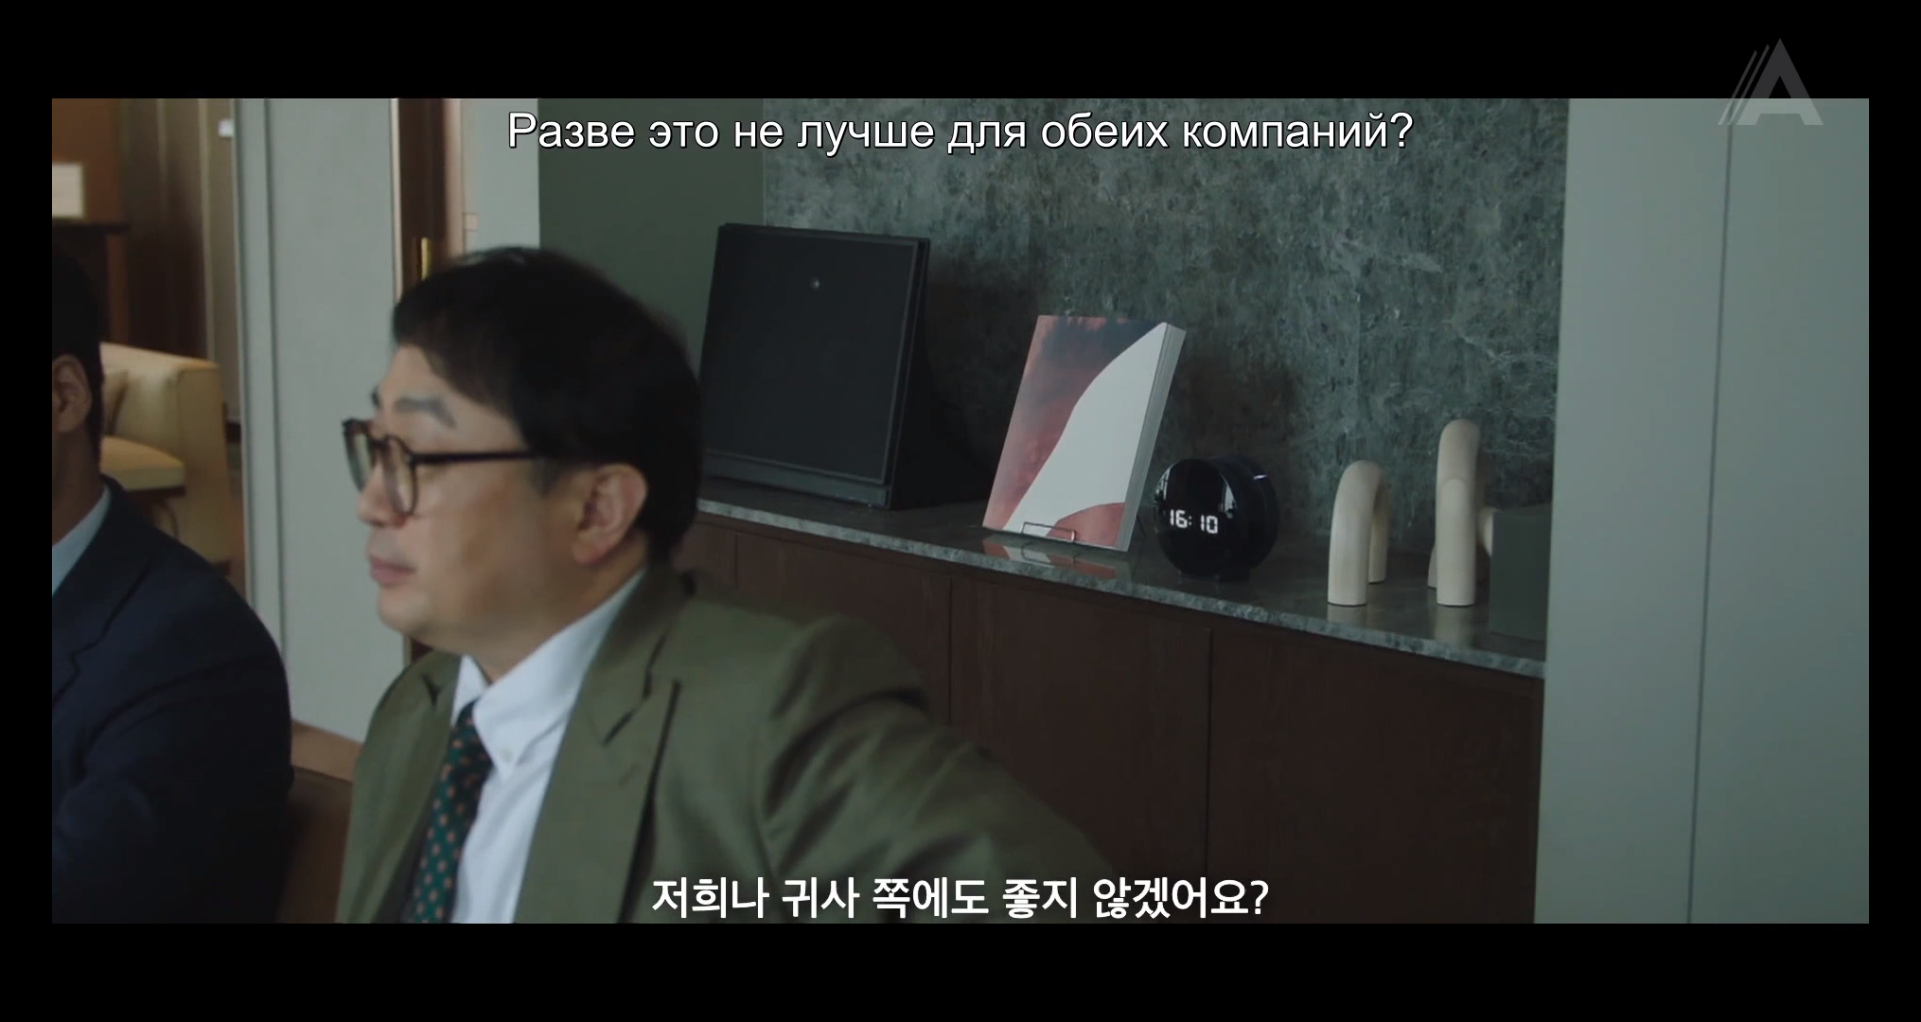 Разве это не лучше для обеих компаний?
16:10
저희나 귀사 쪽에도 좋지 않겠어요?